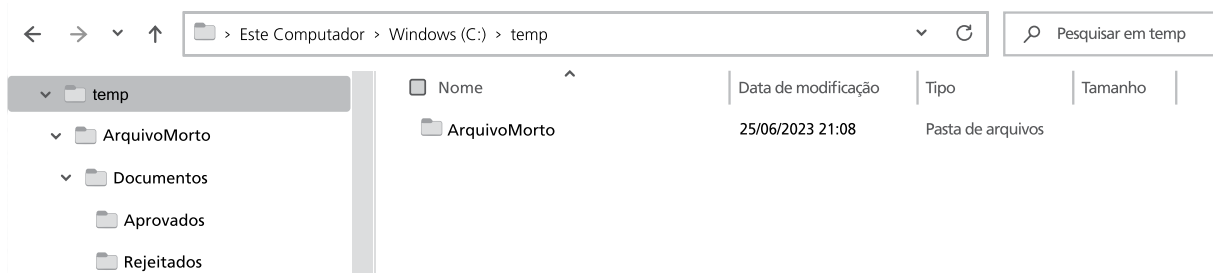 Este Computador > Windows (C:) > temp
Pesquisar em temp
temp
ArquivoMorto
Documentos
Aprovados
Rejeitados
Nome Data de modificação Tipo Tamanho
ArquivoMorto 25/06/2023 21:08 Pasta de arquivos